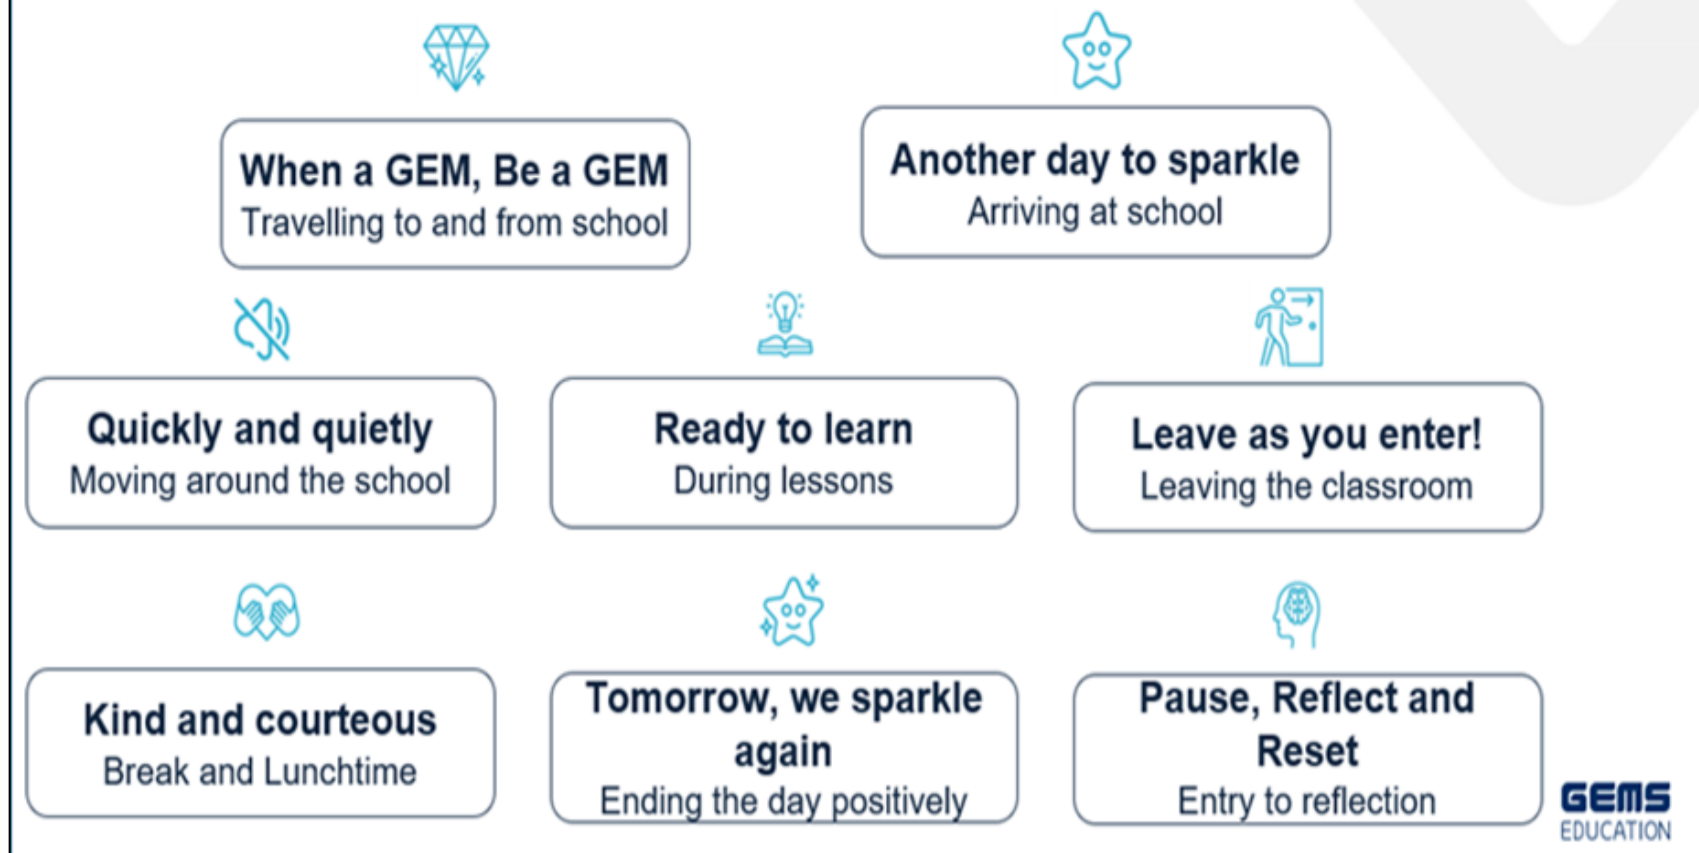 When a GEM, Be a GEM
Travelling to and from school
Another day to sparkle
Arriving at school
Quickly and quietly
Moving around the school
Ready to learn
During lessons
Leave as you enter!
Leaving the classroom
Kind and courteous
Break and Lunchtime
Tomorrow, we sparkle
again
Ending the day positively
Pause, Reflect and
Reset
Entry to reflection
GEMS
EDUCATION